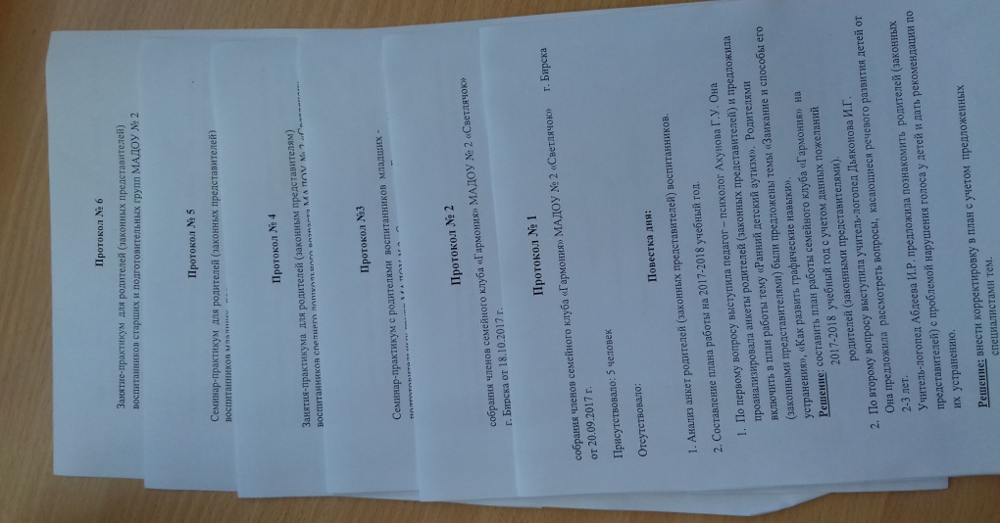 Протокол № 6
Занятие-практикум для родителей (законных представителей)
воспитанников старших и подготовительных групп МАДОУ № 2
Протокол № 5
Семинар-практикум для родителей (законных представителей)
воспитанников
Протокол № 4
Занятия-практикума для родителей (законным представителям)
воспитанников среднего дошкольного возраста МАДОУ № 2
Протокол №3
Семинар-практикум с родителями воспитанников младших -
Протокол № 2
собрания членов семейного клуба «Гармония» МАДОУ № 2 «Светлячок»
г. Бирска от 18.10.2017 г.
Протокол № 1
собрания членов семейного клуба «Гармония» МАДОУ № 2 «Светлячок» г. Бирска
от 20.09.2017 г.
Присутствовало: 5 человек
Отсутствовало:
Повестка дня:
1. Анализ анкет родителей (законных представителей) воспитанников.
2. Составление плана работы на 2017-2018 учебный год.
1. По первому вопросу выступила педагог – психолог Ахунова Г.У. Она
проанализировала анкеты родителей (законных представителей) и предложила
включить в план работы тему «Ранний детский аутизм». Родителями
(законными представителями) были предложены темы «Заикание и способы его
устранению», «Как развить графические навыки».
Решение: составить план работы семейного клуба «Гармония» на
2017-2018 учебный год с учетом данных пожеланий
родителей (законными представителями).
2. По второму вопросу выступила учитель-логопед Дьяконова И.Г.
Она предложила рассмотреть вопросы, касающиеся речевого развития детей от
2-3 лет.
Учитель-логопед Абдеева И.Р. предложила познакомить родителей (законных
представителей) с проблемой нарушения голоса у детей и дать рекомендации по
их устранению.
Решение: внести корректировку в план с учетом предложенных
специалистами тем.